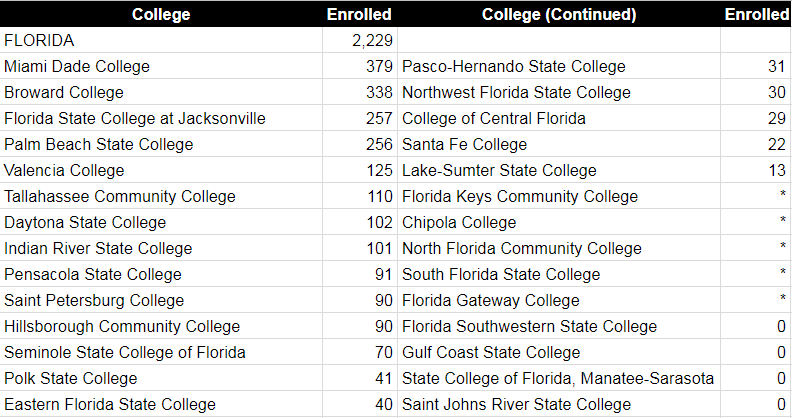 College Enrolled College (Continued) Enrolled
FLORIDA 2,229
Miami Dade College 379 Pasco-Hernando State College 31
Broward College 338 Northwest Florida State College 30
Florida State College at Jacksonville 257 College of Central Florida 29
Palm Beach State College 256 Santa Fe College 22
Valencia College 125 Lake-Sumter State College 13
Tallahassee Community College 110 Florida Keys Community College *
Daytona State College 102 Chipola College *
Indian River State College 101 North Florida Community College *
Pensacola State College 91 South Florida State College *
Saint Petersburg College 90 Florida Gateway College *
Hillsborough Community College 90 Florida Southwestern State College 0
Seminole State College of Florida 70 Gulf Coast State College 0
Polk State College 41 State College of Florida, Manatee-Sarasota 0
Eastern Florida State College 40 Saint Johns River State College 0